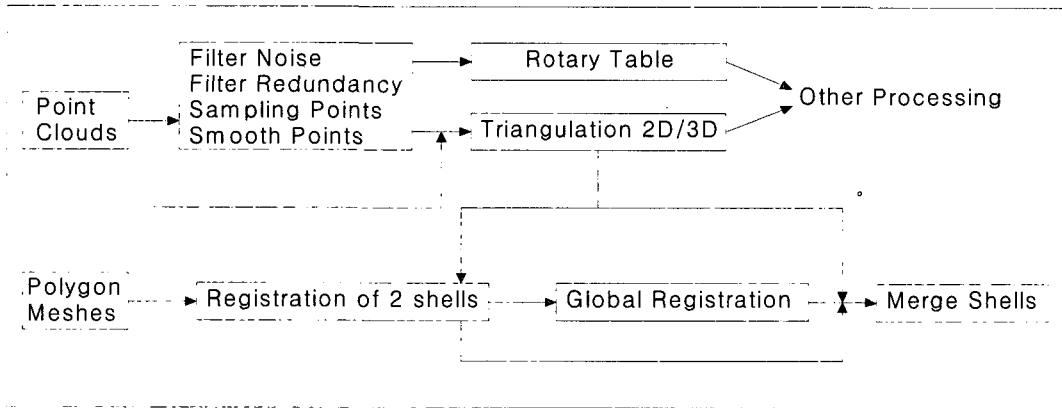 Filter Noise
Filter Redundancy
Sampling Points
Smooth Points
Rotary Table
Triangulation 2D/3D
Other Processing
Point
Clouds
Polygon
Meshes
Registration of 2 shells
Global Registration
Merge Shells